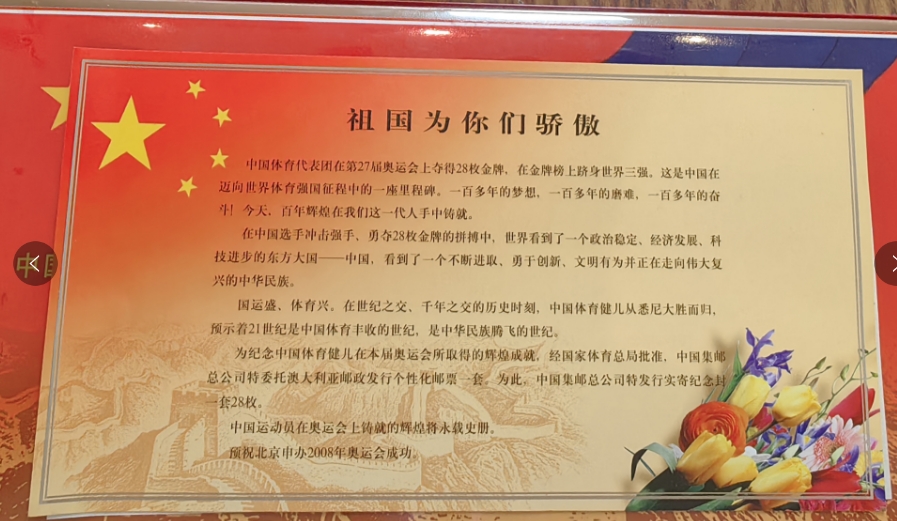 祖国为你们骄傲
中国体育代表团在第27届奥运会上夺得28枚金牌，在金牌榜上跻身世界三强。这是中国在
迈向世界体育强国征程中的一座里程碑。一百多年的梦想，一百多年的磨难，一百多年的奋
斗！今天，百年辉煌在我们这一代人手中铸就。
在中国选手冲击强手、勇夺28枚金牌的拼搏中，世界看到了一个政治稳定、经济发展、科
技进步的东方大国——中国，看到了一个不断进取、勇于创新、文明有为并正在走向伟大复
兴的中华民族。
国运盛、体育兴。在世纪之交、千年之交的历史时刻，中国体育健儿从悉尼大胜而归，
预示着21世纪是中国体育丰收的世纪，是中华民族腾飞的世纪。
为纪念中国体育健儿在本届奥运会所取得的辉煌成就，经国家体育总局批准，中国集邮
总公司特委托澳大利亚邮政发行个性化邮票一套。为此，中国集邮总公司特发行实寄纪念封
一套28枚。
中国运动员在奥运会上铸就的辉煌将永载史册。
预祝北京申办2008年奥运会成功。
中国